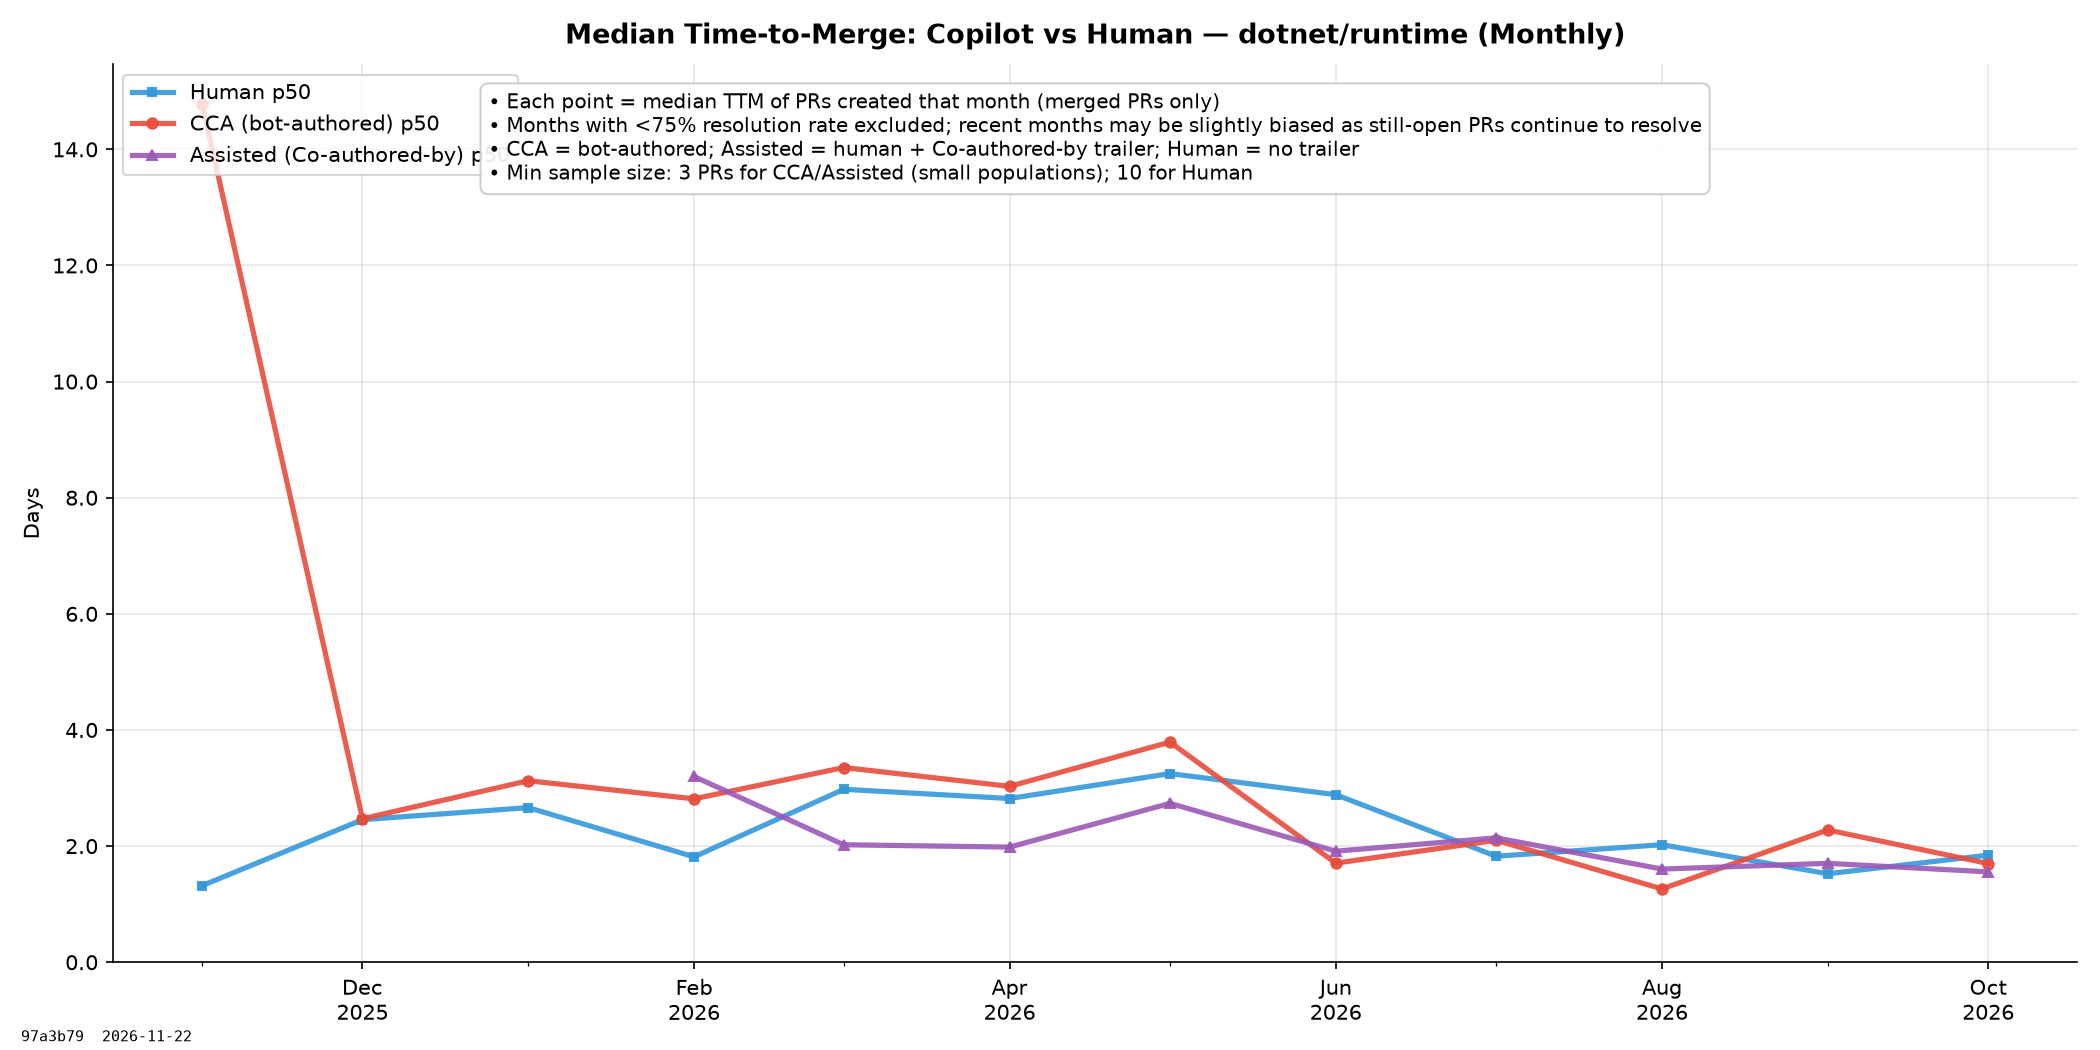 Median Time-to-Merge: Copilot vs Human — dotnet/runtime (Monthly)
Human p50
CCA (bot-authored) p50
Assisted (Co-authored-by) p50
• Each point = median TTM of PRs created that month (merged PRs only)
• Months with <75% resolution rate excluded; recent months may be slightly biased as still-open PRs continue to resolve
• CCA = bot-authored; Assisted = human + Co-authored-by trailer; Human = no trailer
• Min sample size: 3 PRs for CCA/Assisted (small populations); 10 for Human
Days
14.0
12.0
10.0
8.0
6.0
4.0
2.0
0.0
Dec
2025
Feb
2026
Apr
2026
Jun
2026
Aug
2026
Oct
2026
97a3b79 2026-11-22